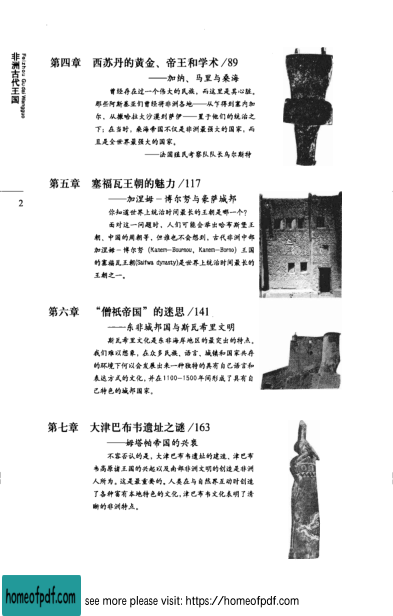 非洲古代王国
Feizhou Gudai Wangguo
2
第四章 西苏丹的黄金、帝王和学术/89
——加纳、马里与桑海
曾经存在过一个伟大的民族,而这里是其心脏。
那些阿斯基亚们曾经将非洲各地——从乍得到塞内加
尔、从撒哈拉大沙漠到萨伊——置于他们的统治之
下;在当时,桑海帝国不仅是非洲最强大的国家,而
且是全世界最强大的国家。
——法国殖民考察队队长乌尔斯特
第五章 塞福瓦王朝的魅力/117
——加涅姆-博尔努与豪萨城邦
你知道世界上统治时间最长的王朝是哪一个?
面对这一问题时,人们可能会举出哈布斯堡王
朝、中国的周朝等,但谁也不会想到,古代非洲中部
加涅姆-博尔努 (Kanem-Bournou, Kanem-Borno) 王国
的塞福瓦王朝(Saifwa dynasty)是世界上统治时间最长的
王朝之一。
第六章 “僧祗帝国”的迷思/141
——东非城邦国与斯瓦希里文明
斯瓦希里文化是东非海岸地区的最突出的特点。
我们难以想象,在众多民族、语言、城镇和国家共存
的环境下何以会发展出来一种独特的具有自己语言和
表达方式的文化,并在1100-1500年间形成了具有自
己特色的城邦国家。
第七章 大津巴布韦遗址之谜/163
——姆塔帕帝国的兴衰
不容否认的是,大津巴布韦遗址的建造,津巴布
韦高原诸王国的兴起以及南部非洲文明的创造是非洲
人所为。这是最重要的。人类在与自然界互动时创造
了各种富有本地特色的文化,津巴布韦文化表明了清
晰的非洲特点。
homeofpdf.com
see more please visit: https://homeofpdf.com